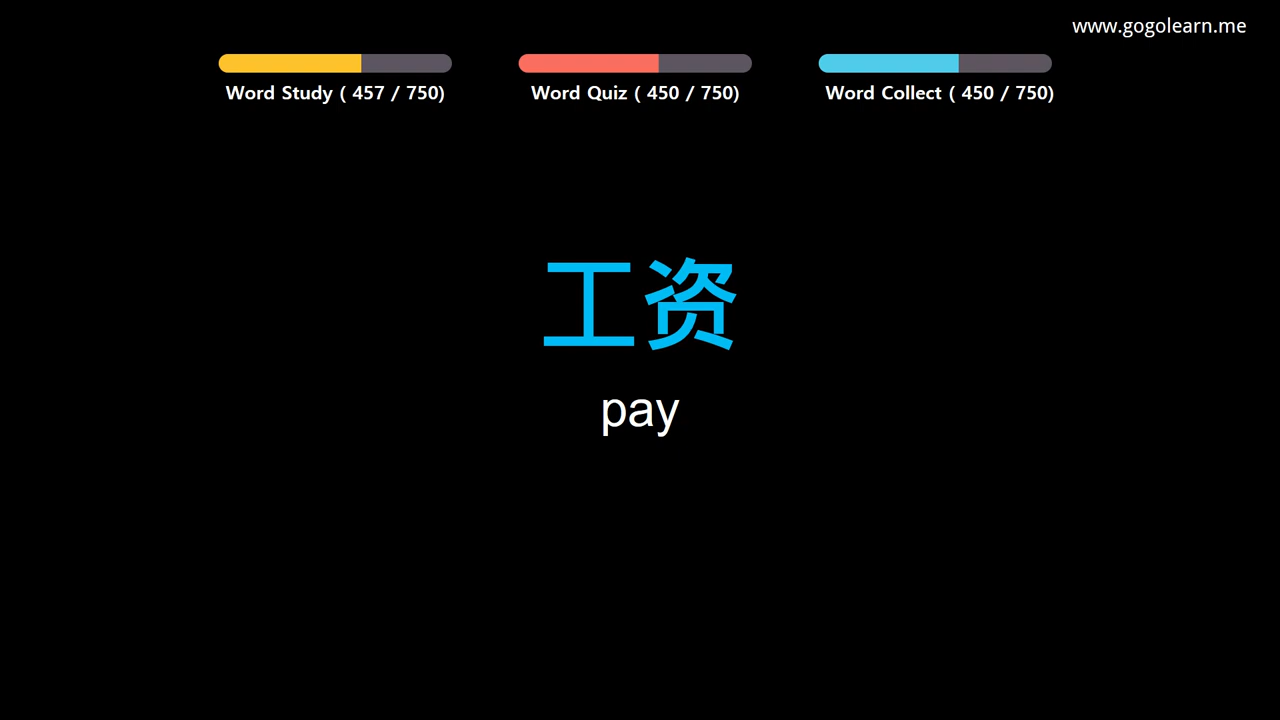 www.gogolearn.me
Word Study ( 457 / 750)
Word Quiz ( 450 / 750)
Word Collect ( 450 / 750)
工资
pay